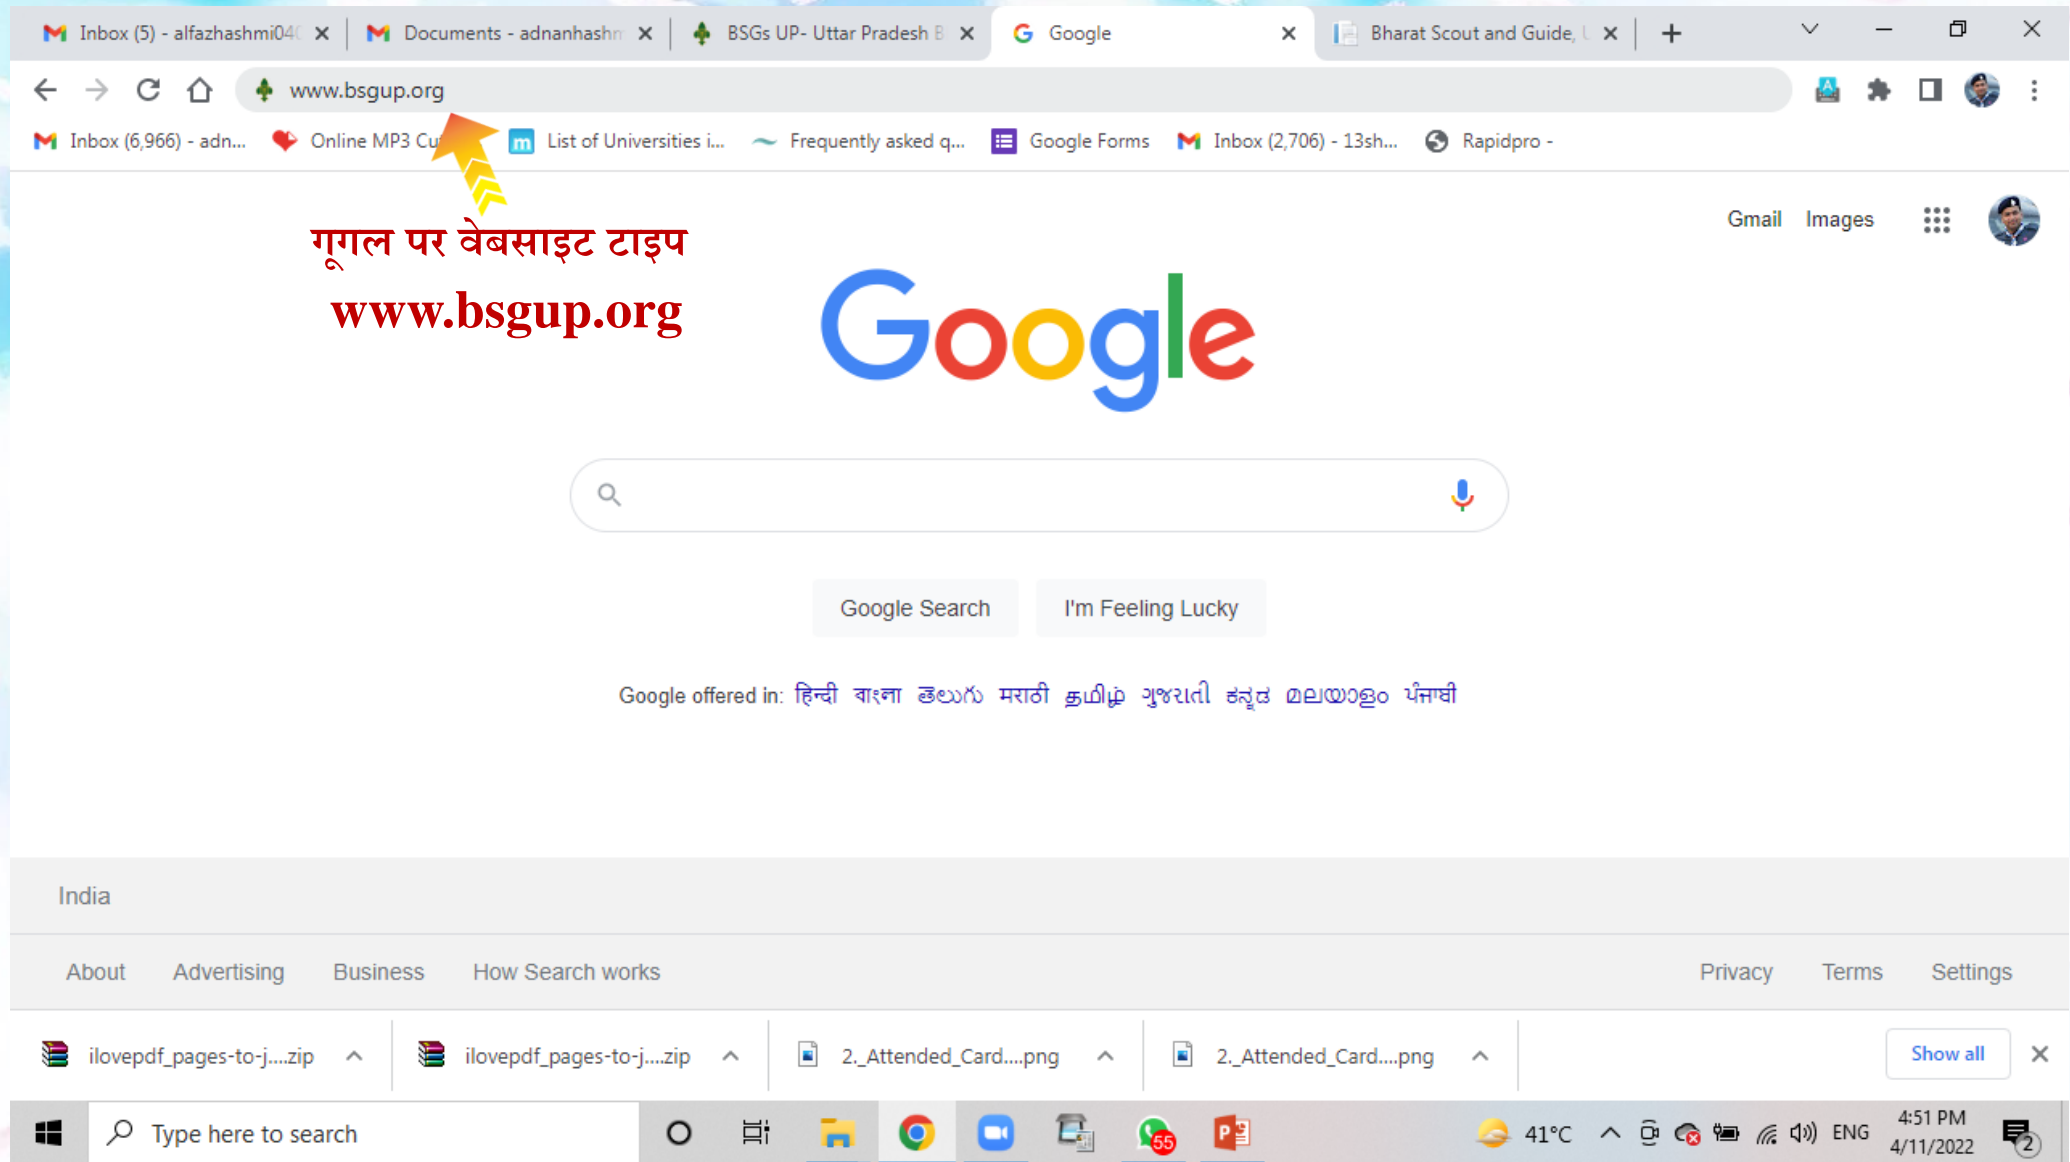 Inbox (5) - alfazhashmi040
Documents - adnanhashm
BSGs UP- Uttar Pradesh B
Google
Bharat Scout and Guide, U
www.bsgup.org
Inbox (6,966) - adn...
Online MP3 Cu
List of Universities i...
Frequently asked q...
Google Forms
Inbox (2,706) - 13sh...
Rapidpro -
Gmail Images
गूगल पर वेबसाइट टाइप
www.bsgup.org
Google
Google Search
I'm Feeling Lucky
Google offered in: हिन्दी বাংলা తెలుగు मराठी தமிழ் ગુજરાતી ಕನ್ನಡ മലയാളം ਪੰਜਾਬੀ
India
About Advertising Business How Search works
Privacy Terms Settings
ilovepdf_pages-to-j....zip
ilovepdf_pages-to-j....zip
2._Attended_Card....png
2._Attended_Card....png
Show all
Type here to search
55
41°C
ENG
4:51 PM
4/11/2022
2